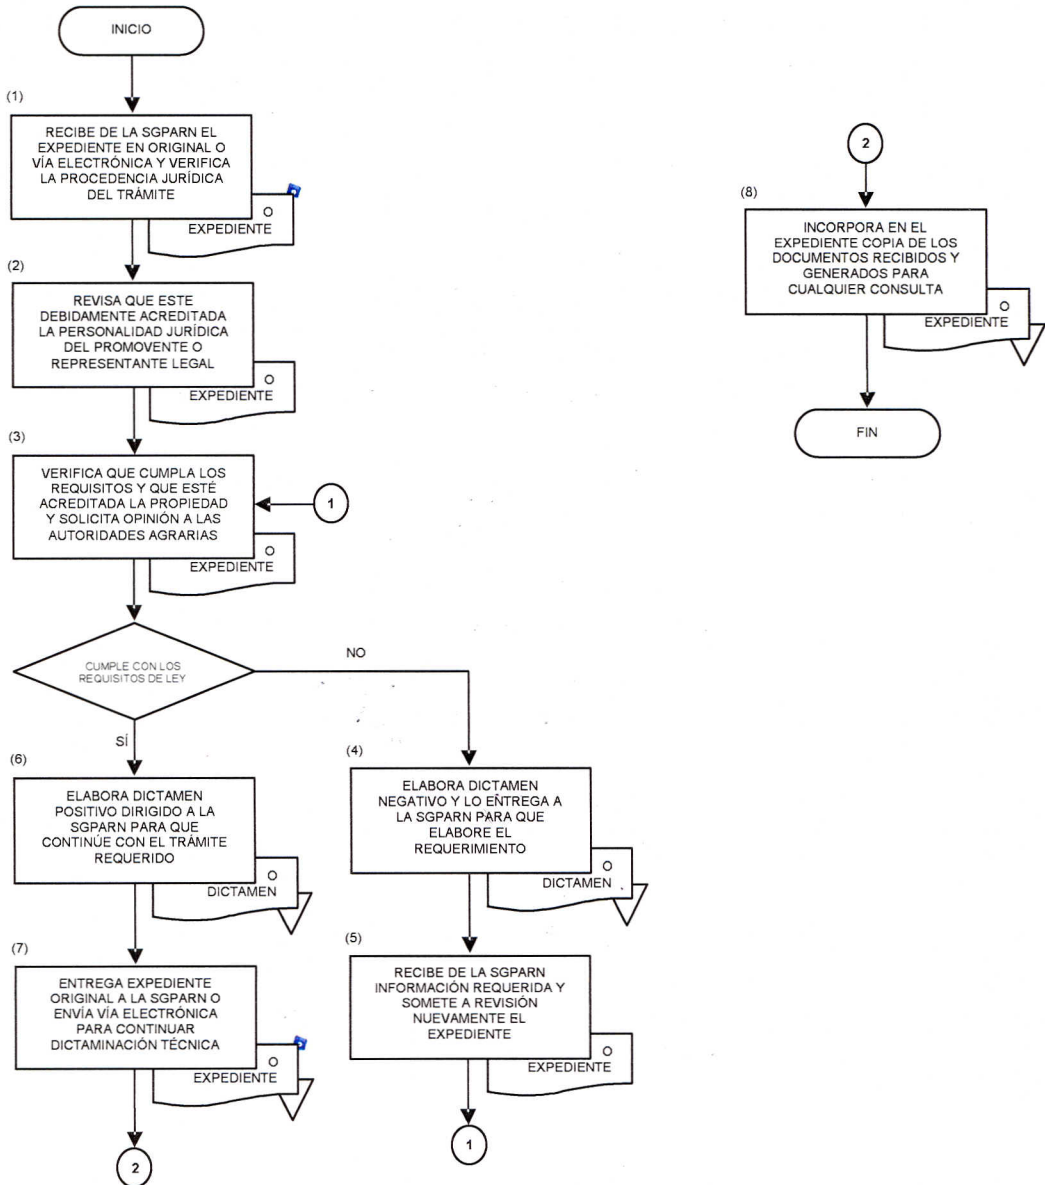 INICIO
(1)
RECIBE DE LA SGPARN EL
EXPEDIENTE EN ORIGINAL O
VÍA ELECTRÓNICA Y VERIFICA
LA PROCEDENCIA JURÍDICA
DEL TRÁMITE
O
EXPEDIENTE
(2)
REVISA QUE ESTE
DEBIDAMENTE ACREDITADA
LA PERSONALIDAD JURÍDICA
DEL PROMOVENTE O
REPRESENTANTE LEGAL
O
EXPEDIENTE
(3)
VERIFICA QUE CUMPLA LOS
REQUISITOS Y QUE ESTÉ
ACREDITADA LA PROPIEDAD
Y SOLICITA OPINIÓN A LAS
AUTORIDADES AGRARIAS
1
O
EXPEDIENTE
CUMPLE CON LOS
REQUISITOS DE LEY
NO
SÍ
(6)
ELABORA DICTAMEN
POSITIVO DIRIGIDO A LA
SGPARN PARA QUE
CONTINÚE CON EL TRÁMITE
REQUERIDO
O
DICTAMEN
(7)
ENTREGA EXPEDIENTE
ORIGINAL A LA SGPARN O
ENVÍA VÍA ELECTRÓNICA
PARA CONTINUAR
DICTAMINACIÓN TÉCNICA
O
EXPEDIENTE
2
(4)
ELABORA DICTAMEN
NEGATIVO Y LO ENTREGA A
LA SGPARN PARA QUE
ELABORE EL
REQUERIMIENTO
O
DICTAMEN
(5)
RECIBE DE LA SGPARN
INFORMACIÓN REQUERIDA Y
SOMETE A REVISIÓN
NUEVAMENTE EL
EXPEDIENTE
O
EXPEDIENTE
1
2
(8)
INCORPORA EN EL
EXPEDIENTE COPIA DE LOS
DOCUMENTOS RECIBIDOS Y
GENERADOS PARA
CUALQUIER CONSULTA
O
EXPEDIENTE
FIN